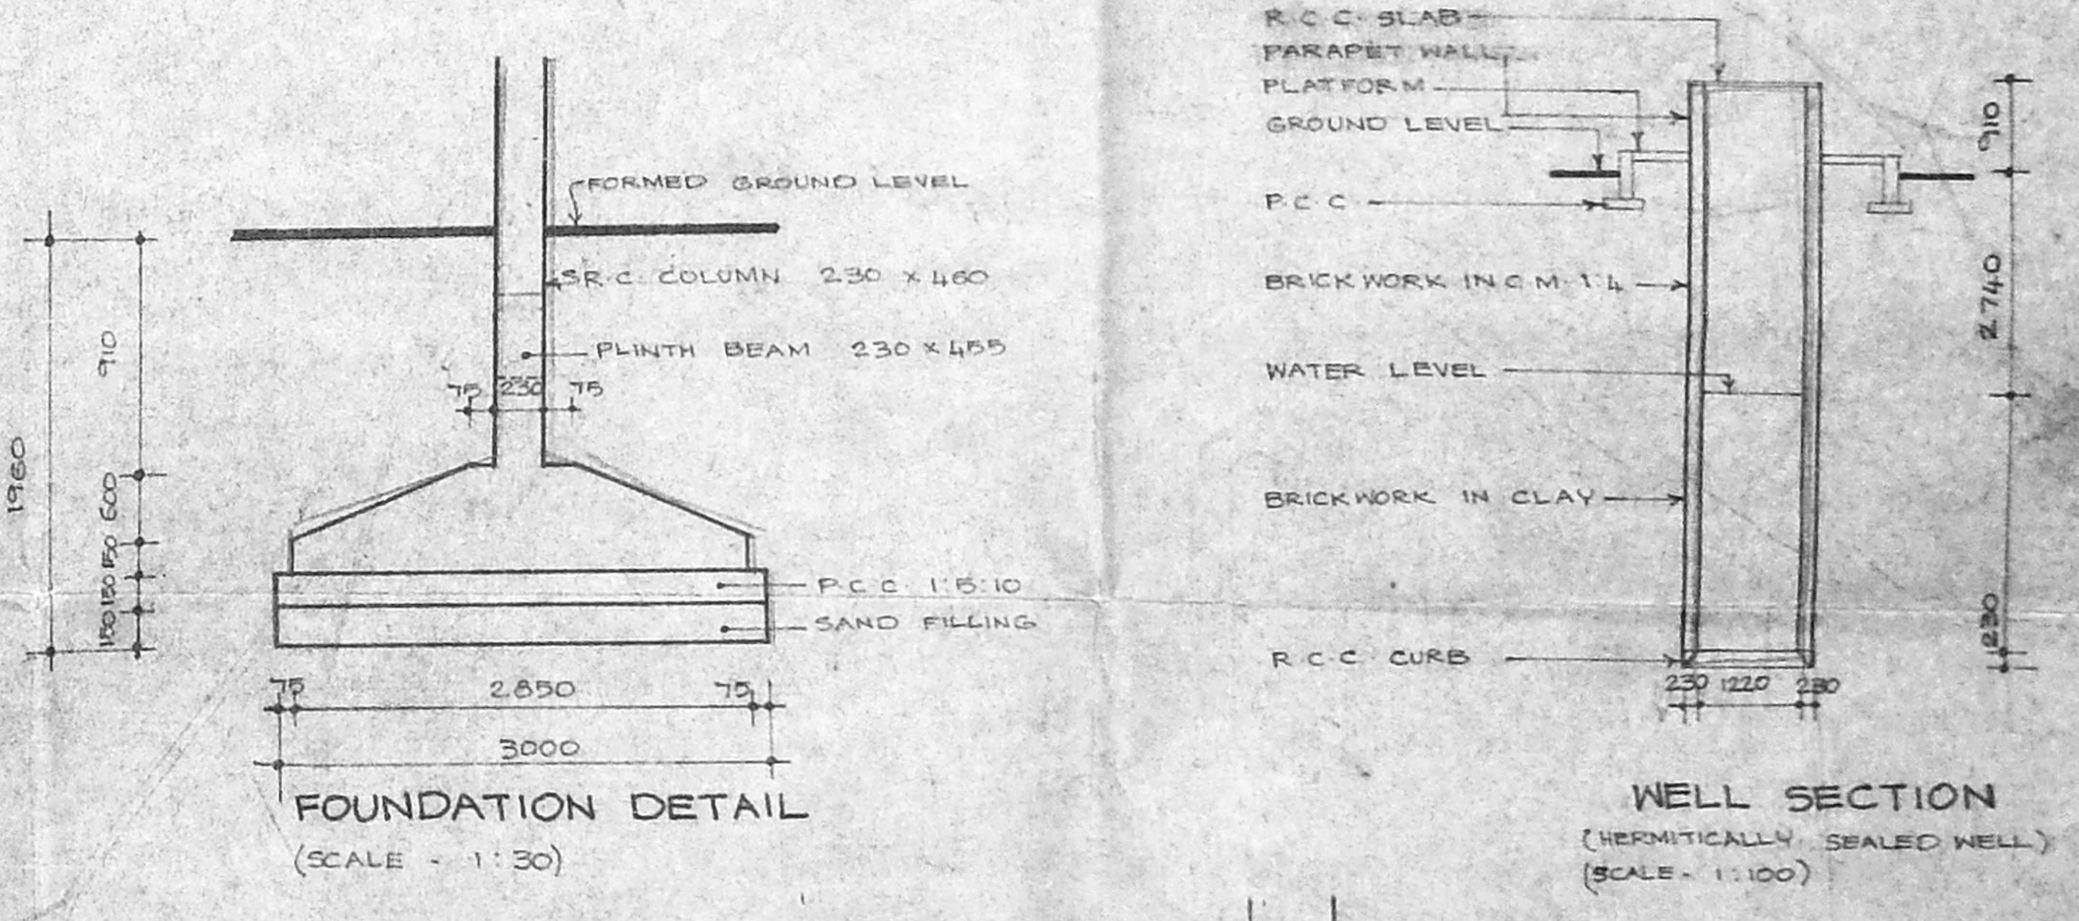 FORMED GROUND LEVEL
S.R.C. COLUMN 230 x 460
PLINTH BEAM 230 x 455
75 230 75
1960
910
600
150
150
150
P.C.C. 1:5:10
SAND FILLING
75 2850 75
3000
FOUNDATION DETAIL
(SCALE - 1:30)
R.C.C. SLAB
PARAPET WALL
PLATFORM
GROUND LEVEL
P.C.C
BRICKWORK IN C.M. 1:4
WATER LEVEL
BRICKWORK IN CLAY
R.C.C. CURB
910
2740
230
230 1220 230
WELL SECTION
(HERMITICALLY SEALED WELL)
(SCALE - 1:100)